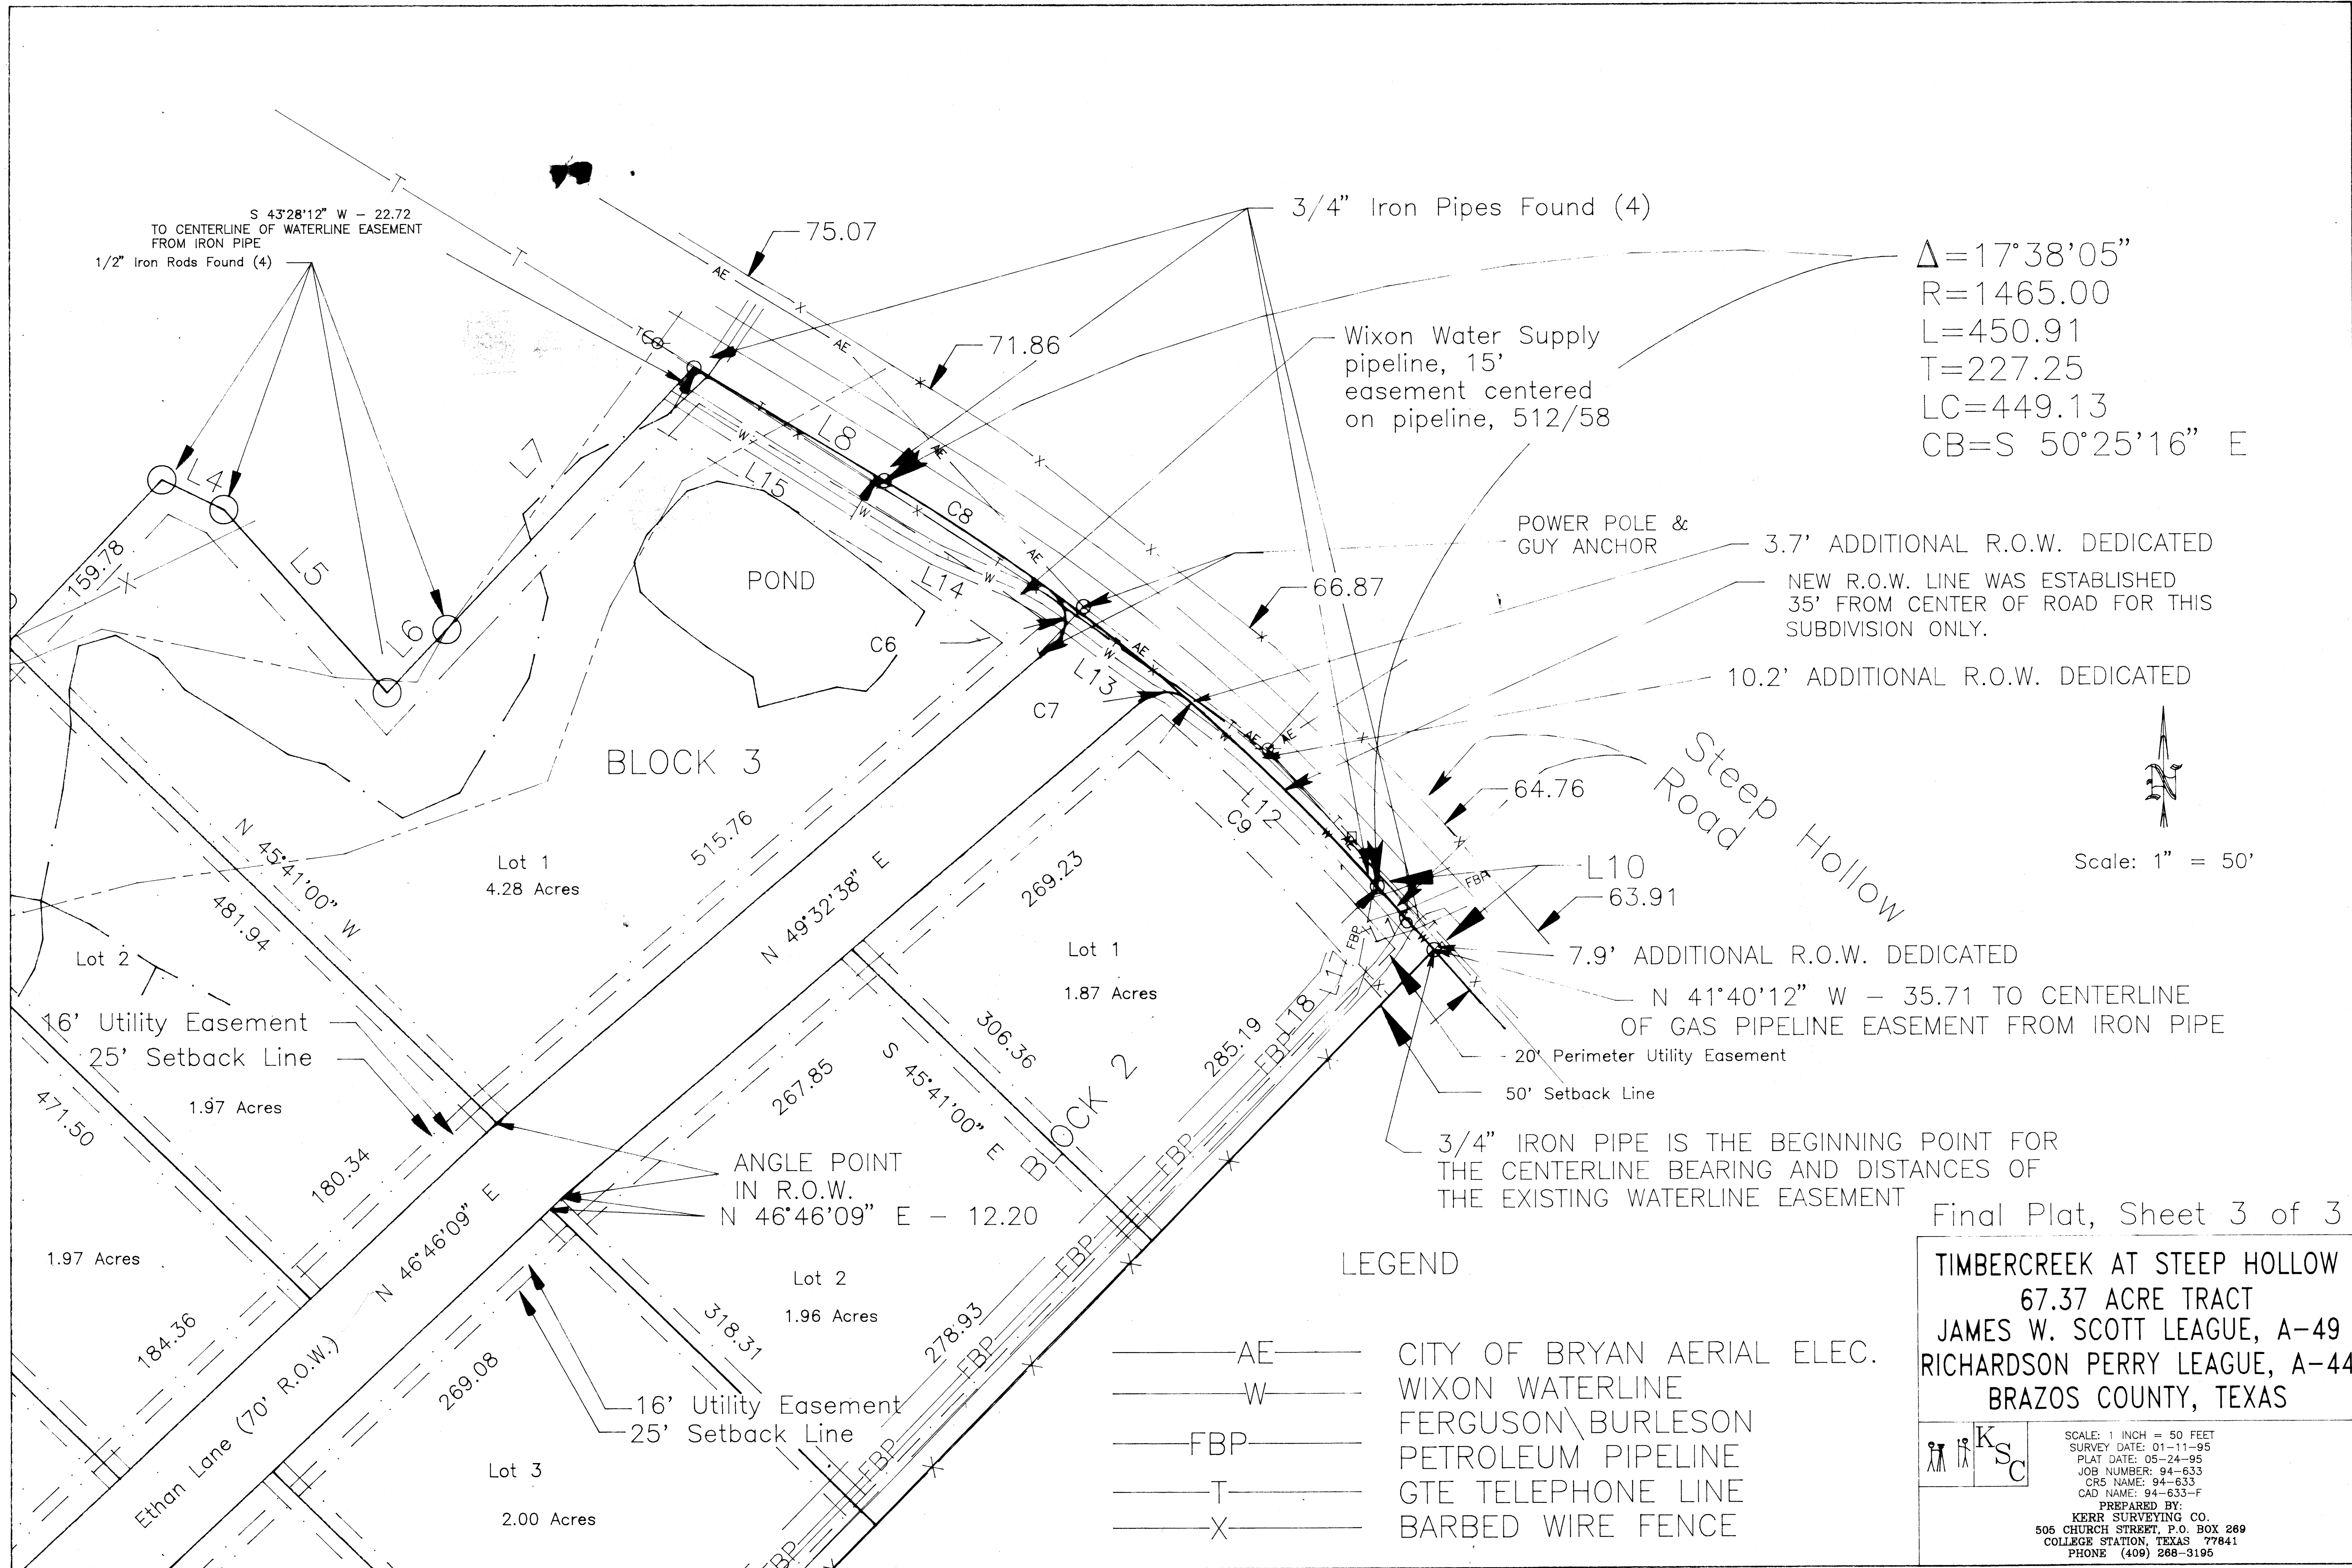 S 43°28'12" W - 22.72
TO CENTERLINE OF WATERLINE EASEMENT
FROM IRON PIPE
1/2" Iron Rods Found (4)
75.07
3/4" Iron Pipes Found (4)
71.86
Wixon Water Supply
pipeline, 15'
easement centered
on pipeline, 512/58
Δ=17°38'05"
R=1465.00
L=450.91
T=227.25
LC=449.13
CB=S 50°25'16" E
POWER POLE &
GUY ANCHOR
3.7' ADDITIONAL R.O.W. DEDICATED
NEW R.O.W. LINE WAS ESTABLISHED
35' FROM CENTER OF ROAD FOR THIS
SUBDIVISION ONLY.
66.87
10.2' ADDITIONAL R.O.W. DEDICATED
Steep Hollow
Road
N
Scale: 1" = 50'
64.76
L10
63.91
7.9' ADDITIONAL R.O.W. DEDICATED
N 41°40'12" W - 35.71 TO CENTERLINE
OF GAS PIPELINE EASEMENT FROM IRON PIPE
20' Perimeter Utility Easement
50' Setback Line
3/4" IRON PIPE IS THE BEGINNING POINT FOR
THE CENTERLINE BEARING AND DISTANCES OF
THE EXISTING WATERLINE EASEMENT
159.78
L4
L5
L6
L7
L8
L15
C8
L14
C6
L13
C7
L12
C9
L17
L18
T
T
T
AE
AE
AE
AE
AE
AE
AE
W
W
W
W
FBP
FBP
FBP
FBP
FBP
FBP
FBP
FBP
POND
BLOCK 3
Lot 1
4.28 Acres
515.76
N 49°32'38" E
269.23
N 45°41'00" W
481.94
Lot 2
16' Utility Easement
25' Setback Line
1.97 Acres
471.50
180.34
1.97 Acres
184.36
N 46°46'09" E
Ethan Lane (70' R.O.W.)
ANGLE POINT
IN R.O.W.
N 46°46'09" E - 12.20
Lot 1
1.87 Acres
306.36
S 45°41'00" E
BLOCK 2
285.19
267.85
Lot 2
1.96 Acres
318.31
278.93
269.08
16' Utility Easement
25' Setback Line
Lot 3
2.00 Acres
LEGEND
AE CITY OF BRYAN AERIAL ELEC.
W WIXON WATERLINE
FERGUSON\BURLESON
FBP PETROLEUM PIPELINE
T GTE TELEPHONE LINE
X BARBED WIRE FENCE
Final Plat, Sheet 3 of 3
TIMBERCREEK AT STEEP HOLLOW
67.37 ACRE TRACT
JAMES W. SCOTT LEAGUE, A-49
RICHARDSON PERRY LEAGUE, A-44
BRAZOS COUNTY, TEXAS
KSC
SCALE: 1 INCH = 50 FEET
SURVEY DATE: 01-11-95
PLAT DATE: 05-24-95
JOB NUMBER: 94-633
CR5 NAME: 94-633
CAD NAME: 94-633-F
PREPARED BY:
KERR SURVEYING CO.
505 CHURCH STREET, P.O. BOX 269
COLLEGE STATION, TEXAS 77841
PHONE (409) 268-3195